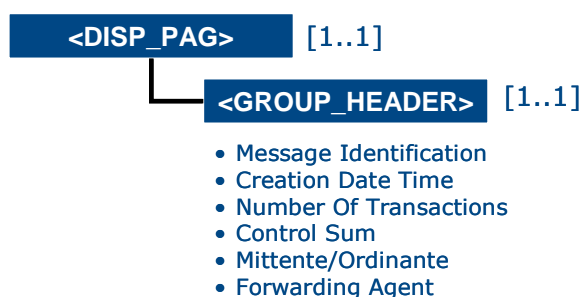 <DISP_PAG> [1..1]
<GROUP_HEADER> [1..1]
• Message Identification
• Creation Date Time
• Number Of Transactions
• Control Sum
• Mittente/Ordinante
• Forwarding Agent